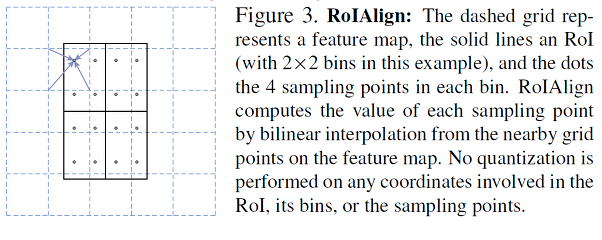 Figure 3. RoIAlign: The dashed grid rep-
resents a feature map, the solid lines an RoI
(with 2×2 bins in this example), and the dots
the 4 sampling points in each bin. RoIAlign
computes the value of each sampling point
by bilinear interpolation from the nearby grid
points on the feature map. No quantization is
performed on any coordinates involved in the
RoI, its bins, or the sampling points.